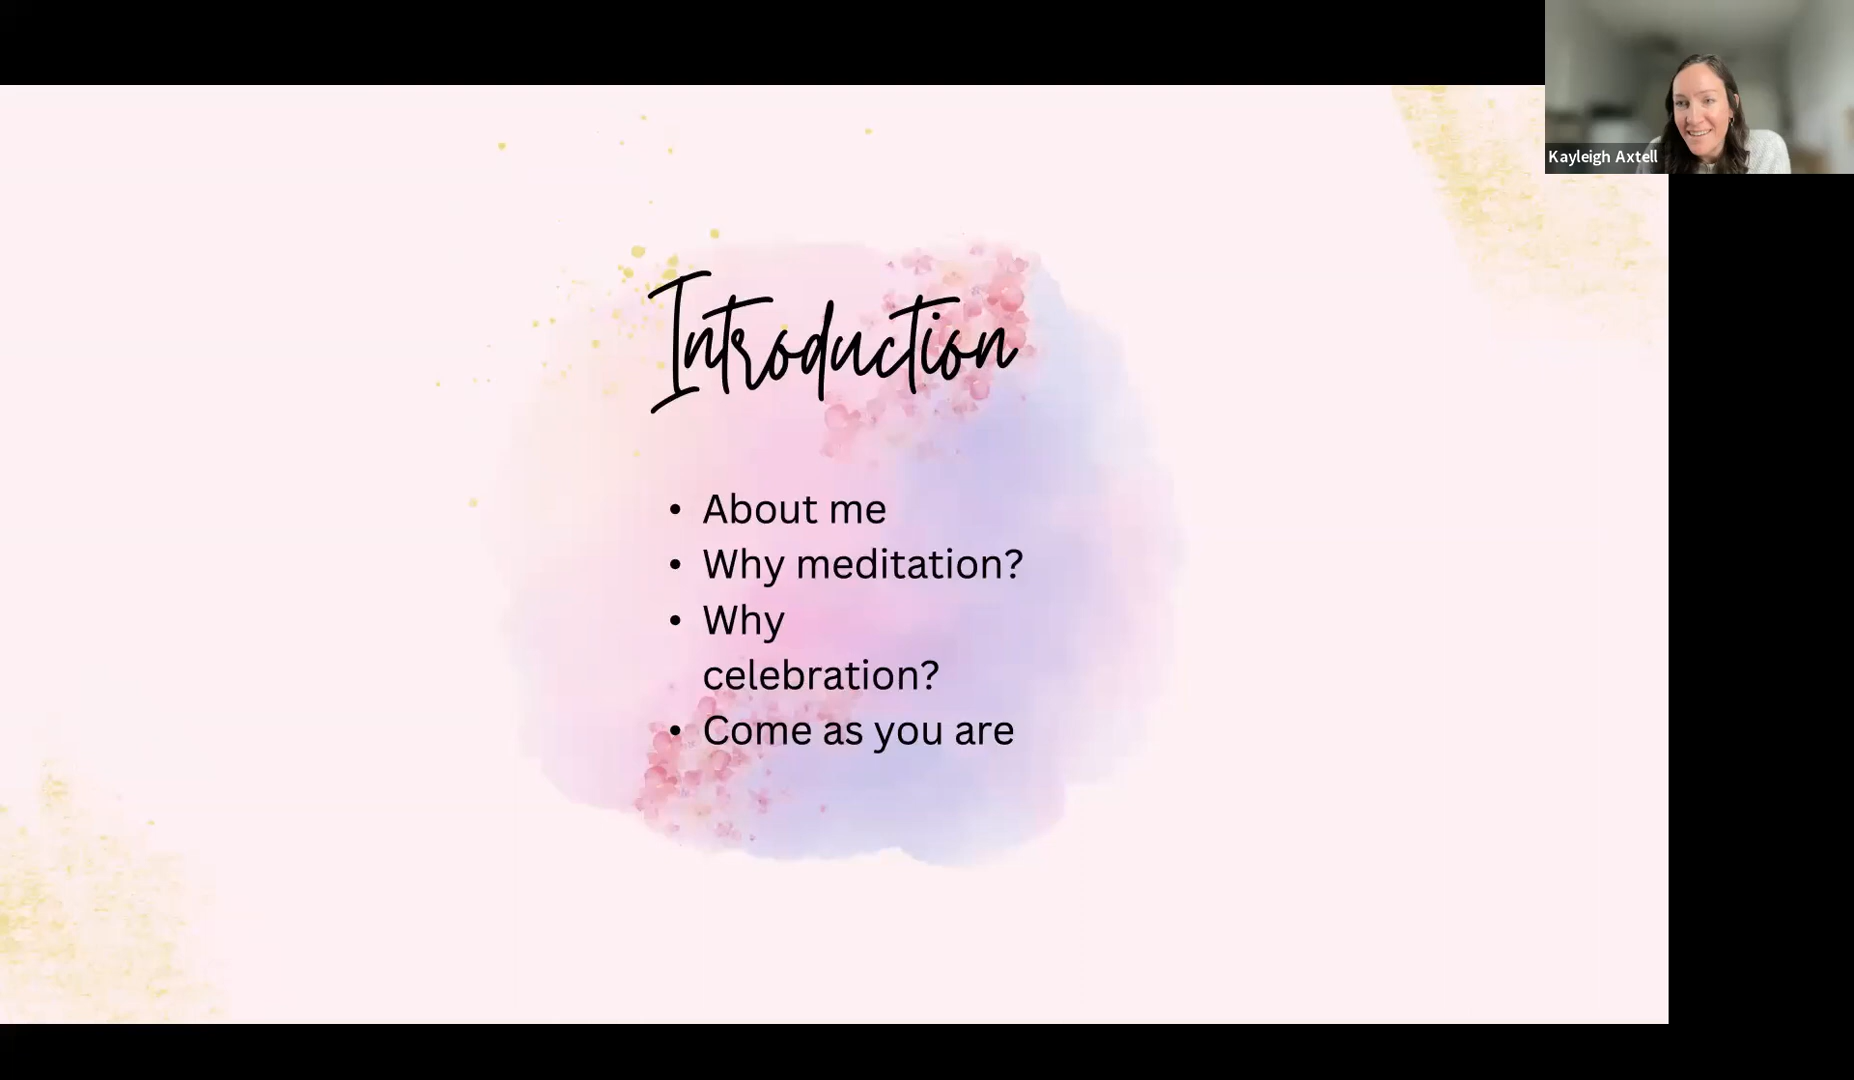 Kayleigh Axtell
Introduction
• About me
• Why meditation?
• Why
celebration?
• Come as you are